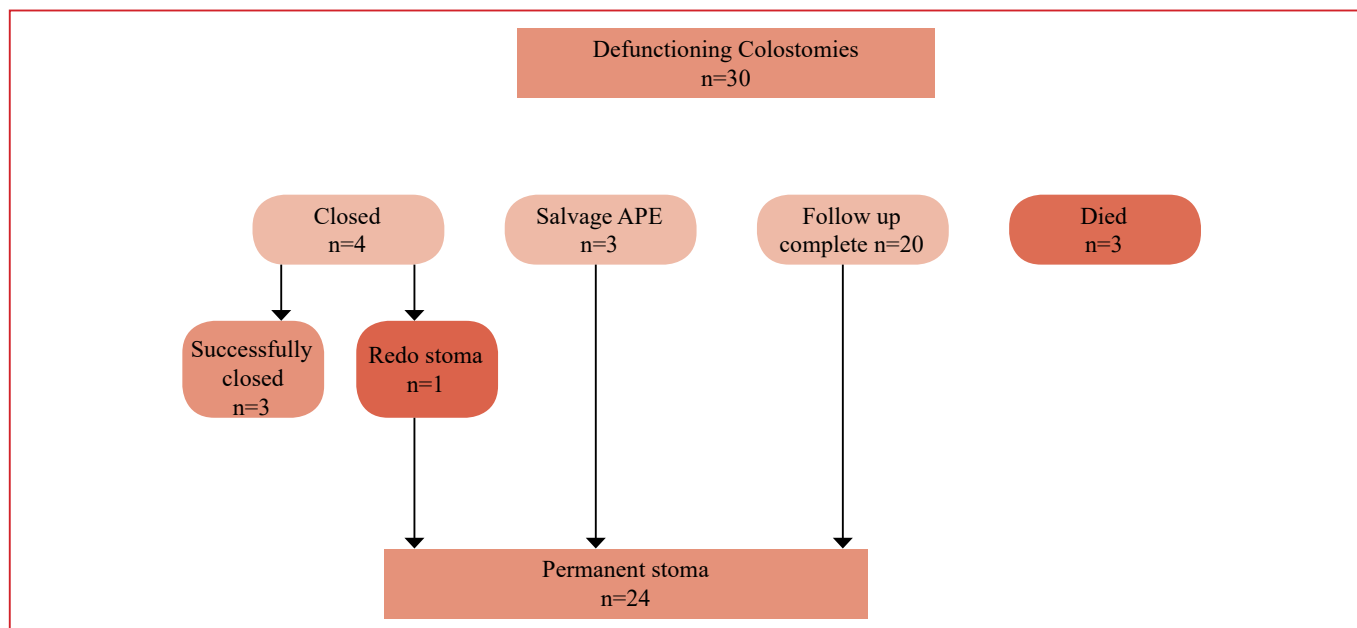 Defunctioning Colostomies
n=30
Closed
n=4
Salvage APE
n=3
Follow up
complete n=20
Died
n=3
Successfully
closed
n=3
Redo stoma
n=1
Permanent stoma
n=24